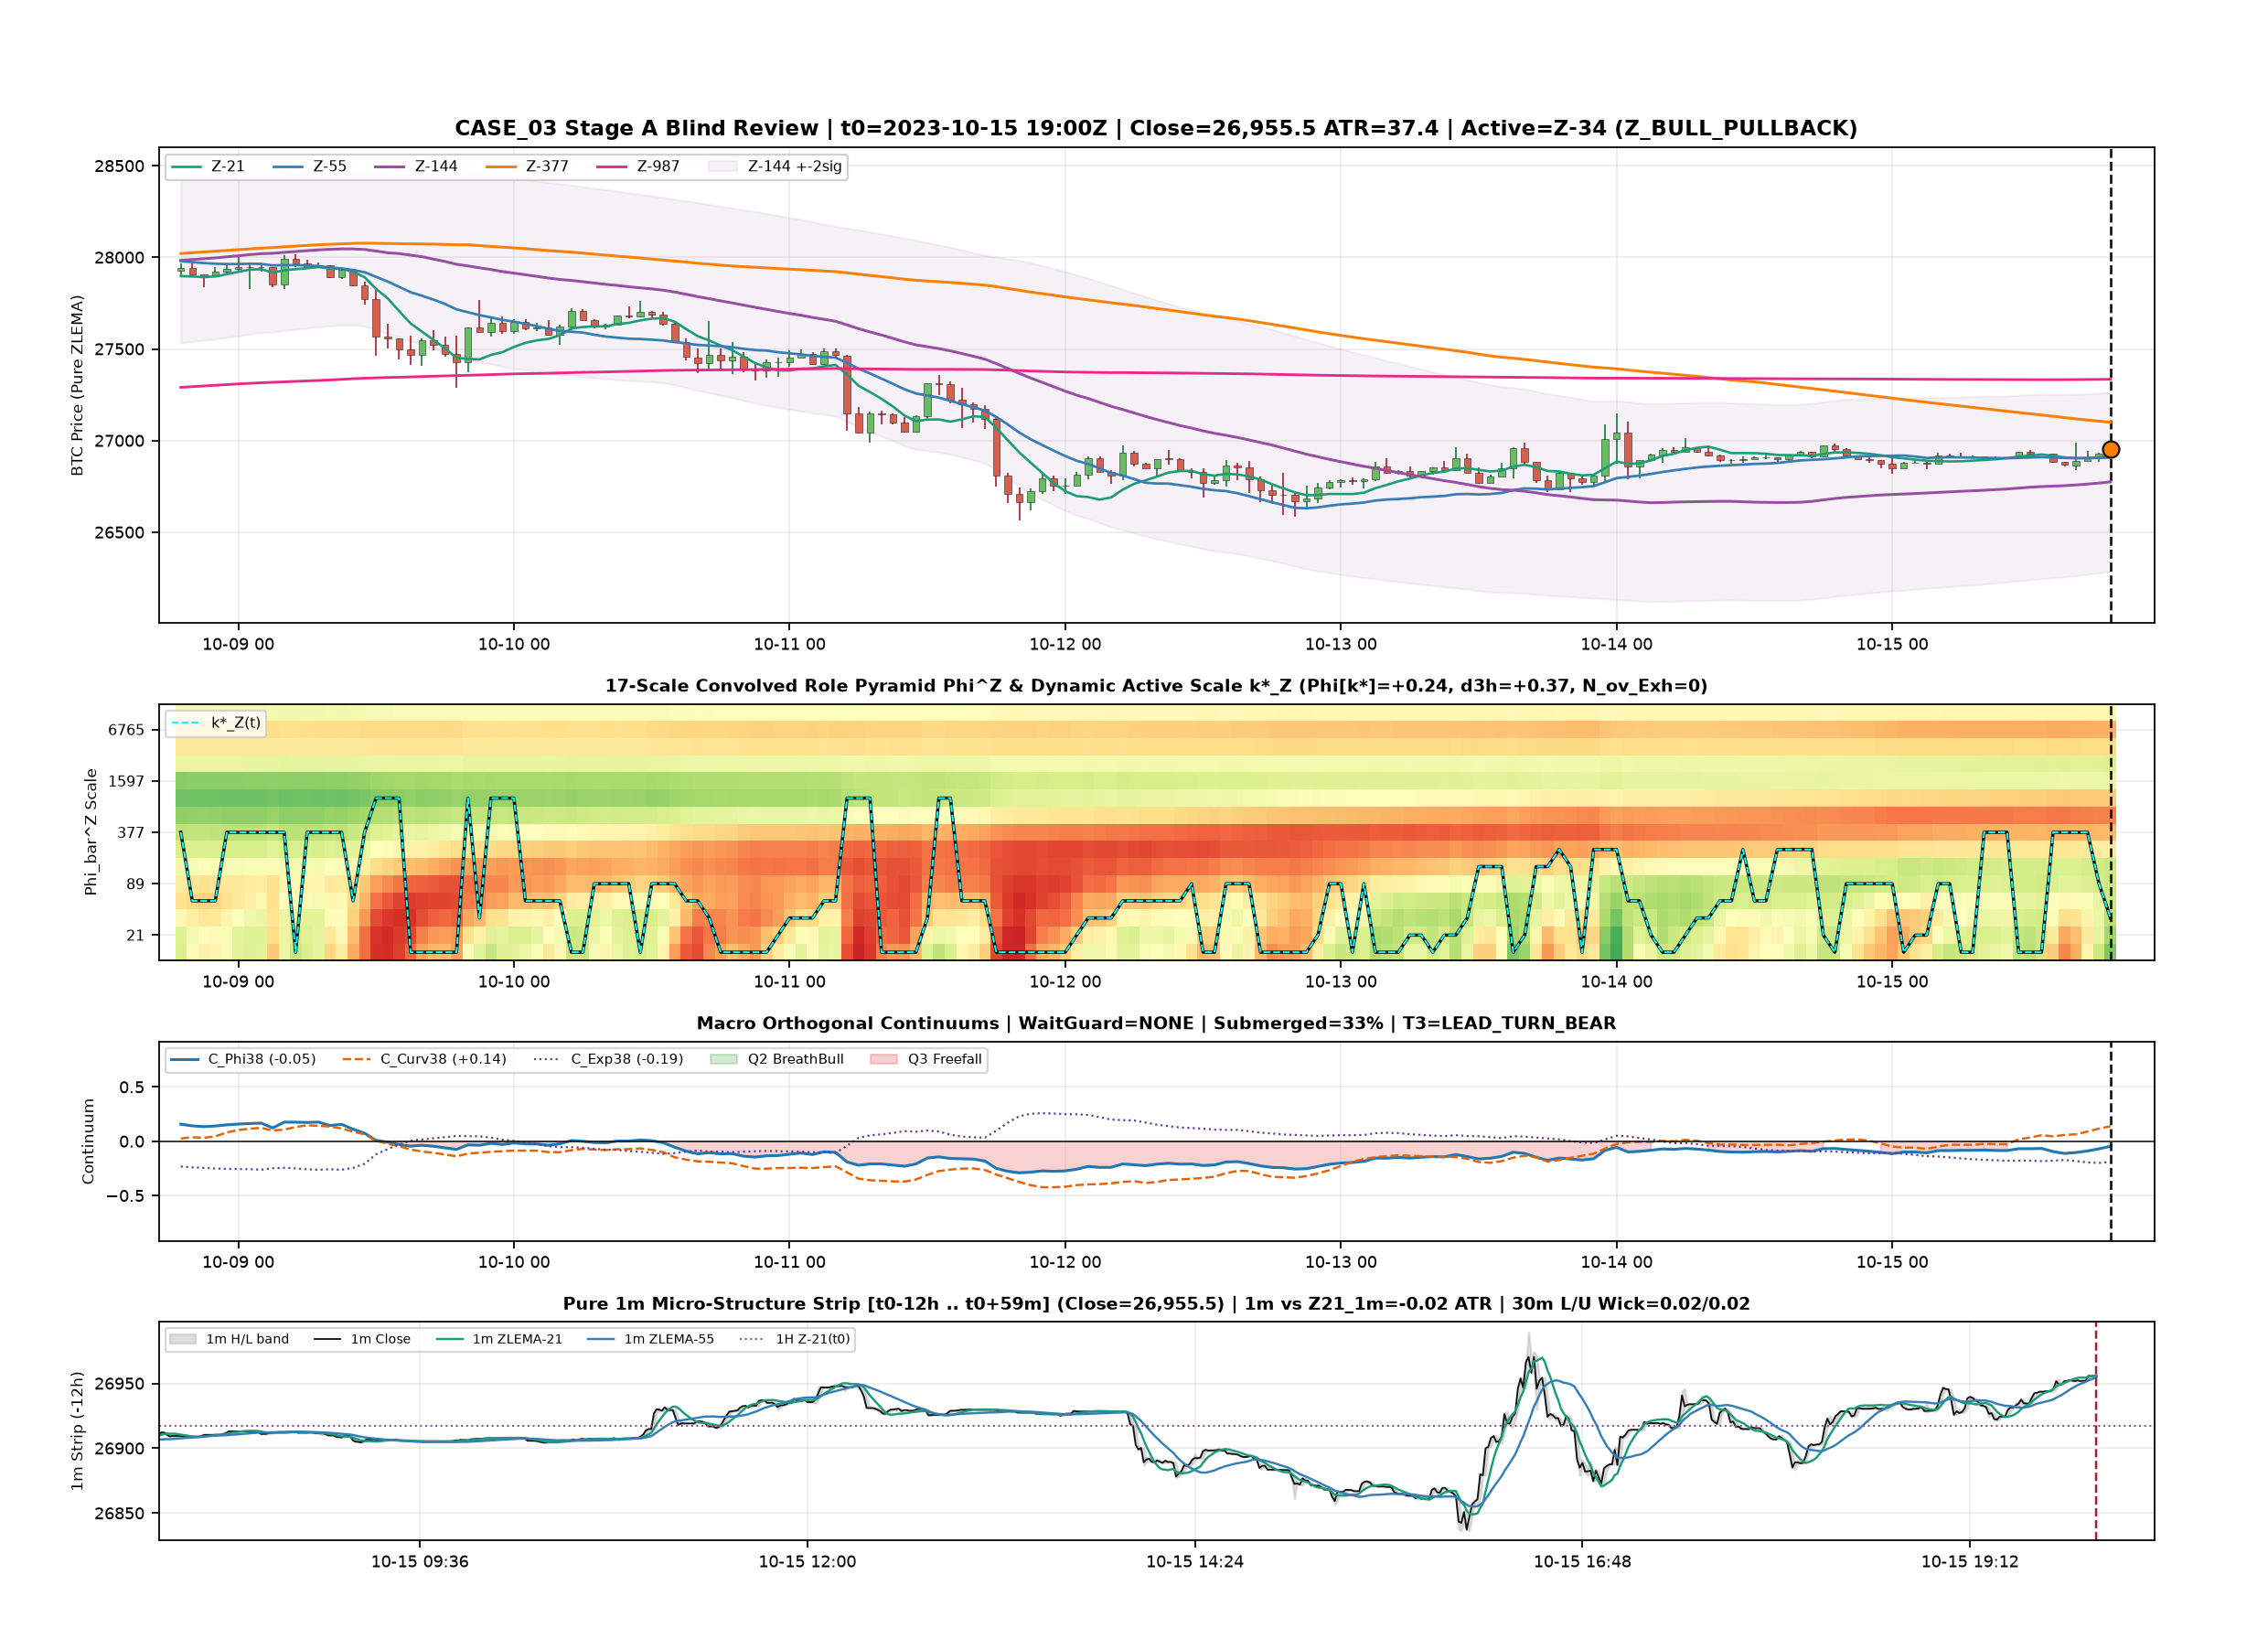 CASE_03 Stage A Blind Review | t0=2023-10-15 19:00Z | Close=26,955.5 ATR=37.4 | Active=Z-34 (Z_BULL_PULLBACK)
Z-21 Z-55 Z-144 Z-377 Z-987 Z-144 +-2sig
BTC Price (Pure ZLEMA)
28500
28000
27500
27000
26500
10-09 00 10-10 00 10-11 00 10-12 00 10-13 00 10-14 00 10-15 00
17-Scale Convolved Role Pyramid Phi^Z & Dynamic Active Scale k*_Z (Phi[k*]=+0.24, d3h=+0.37, N_ov_Exh=0)
k*_Z(t)
Phi_bar^Z Scale
6765
1597
377
89
21
10-09 00 10-10 00 10-11 00 10-12 00 10-13 00 10-14 00 10-15 00
Macro Orthogonal Continuums | WaitGuard=NONE | Submerged=33% | T3=LEAD_TURN_BEAR
C_Phi38 (-0.05) C_Curv38 (+0.14) C_Exp38 (-0.19) Q2 BreathBull Q3 Freefall
Continuum
0.5
0.0
−0.5
10-09 00 10-10 00 10-11 00 10-12 00 10-13 00 10-14 00 10-15 00
Pure 1m Micro-Structure Strip [t0-12h .. t0+59m] (Close=26,955.5) | 1m vs Z21_1m=-0.02 ATR | 30m L/U Wick=0.02/0.02
1m H/L band 1m Close 1m ZLEMA-21 1m ZLEMA-55 1H Z-21(t0)
1m Strip (-12h)
26950
26900
26850
10-15 09:36 10-15 12:00 10-15 14:24 10-15 16:48 10-15 19:12